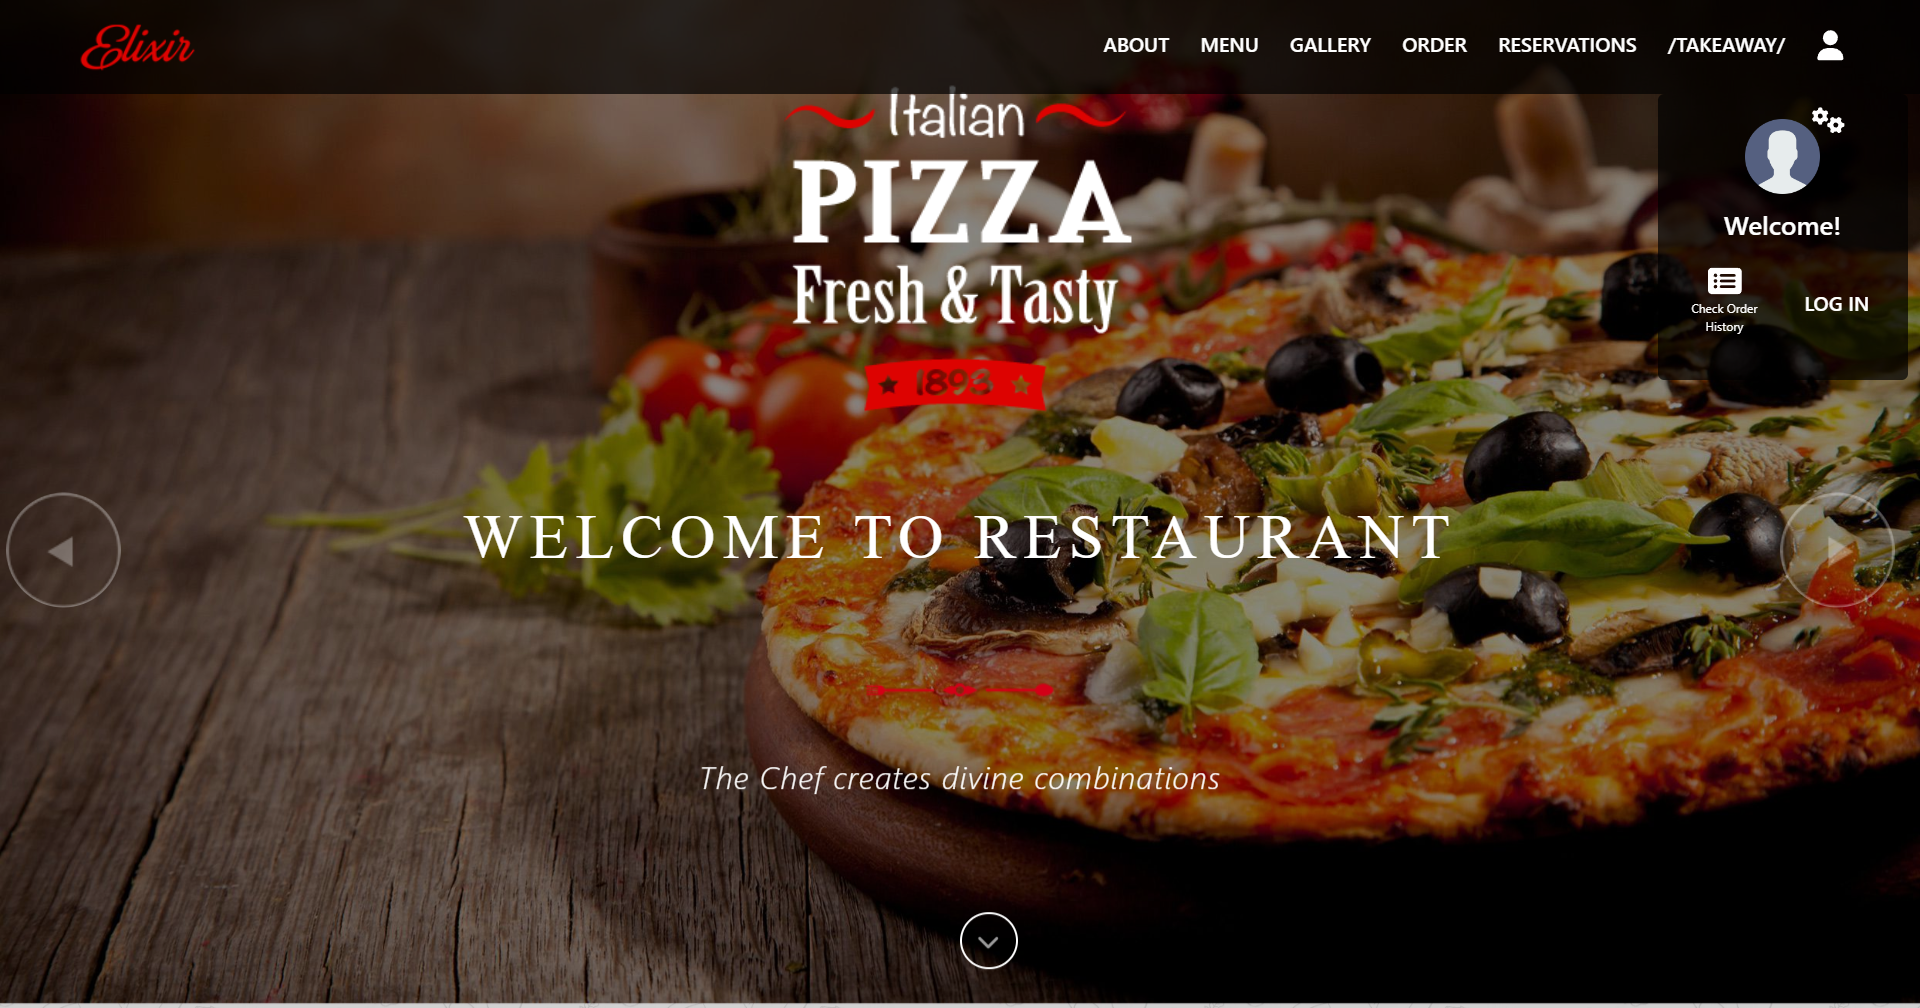 Elixir
ABOUT MENU GALLERY ORDER RESERVATIONS /TAKEAWAY/
Italian
PIZZA
Fresh & Tasty
1893
Welcome!
Check Order
History
LOG IN
WELCOME TO RESTAURANT
The Chef creates divine combinations